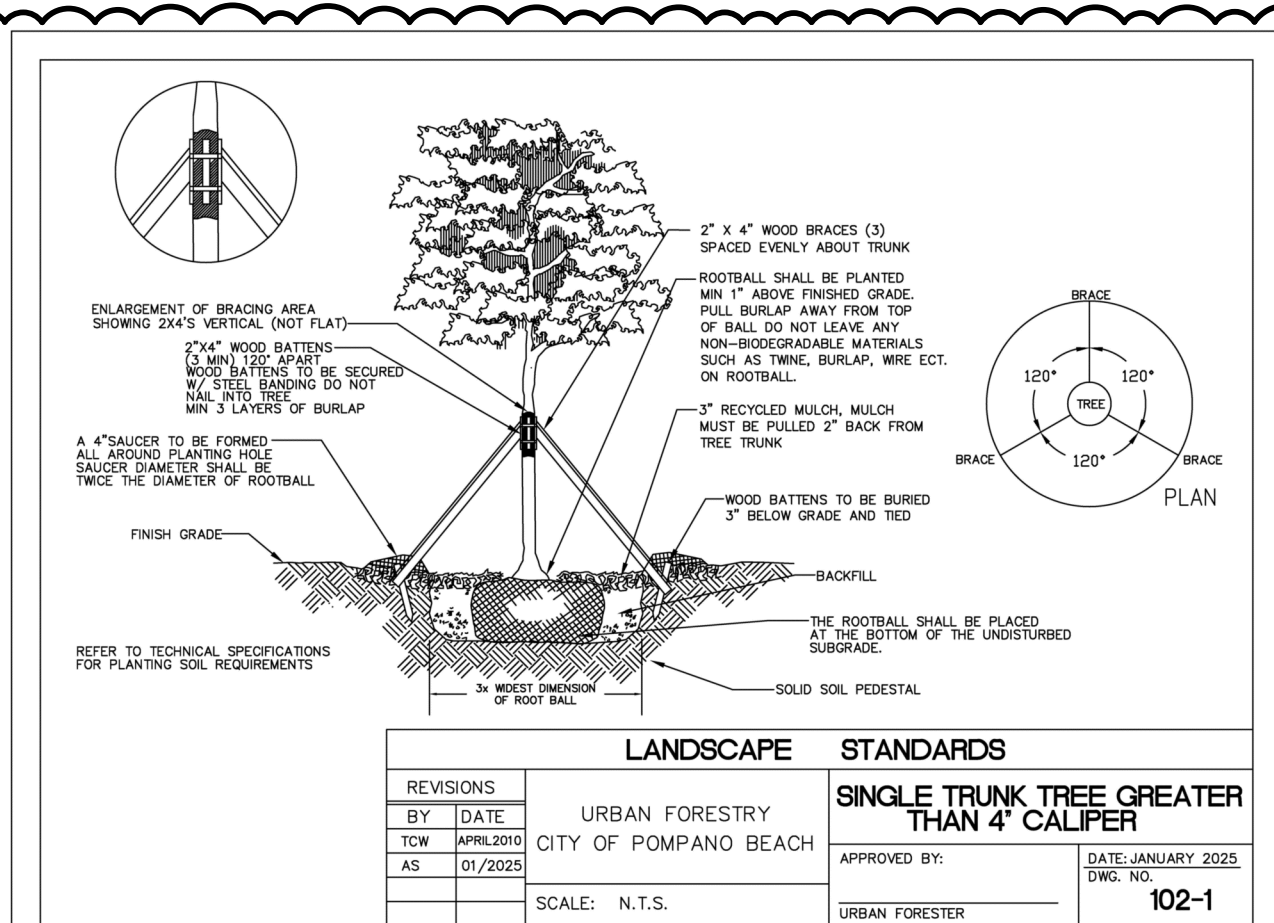 ENLARGEMENT OF BRACING AREA
SHOWING 2X4'S VERTICAL (NOT FLAT)
2"X4" WOOD BATTENS
(3 MIN) 120° APART
WOOD BATTENS TO BE SECURED
W/ STEEL BANDING DO NOT
NAIL INTO TREE
MIN 3 LAYERS OF BURLAP
A 4"SAUCER TO BE FORMED
ALL AROUND PLANTING HOLE
SAUCER DIAMETER SHALL BE
TWICE THE DIAMETER OF ROOTBALL
FINISH GRADE
REFER TO TECHNICAL SPECIFICATIONS
FOR PLANTING SOIL REQUIREMENTS
2" X 4" WOOD BRACES (3)
SPACED EVENLY ABOUT TRUNK
ROOTBALL SHALL BE PLANTED
MIN 1" ABOVE FINISHED GRADE.
PULL BURLAP AWAY FROM TOP
OF BALL DO NOT LEAVE ANY
NON-BIODEGRADABLE MATERIALS
SUCH AS TWINE, BURLAP, WIRE ECT.
ON ROOTBALL.
3" RECYCLED MULCH, MULCH
MUST BE PULLED 2" BACK FROM
TREE TRUNK
WOOD BATTENS TO BE BURIED
3" BELOW GRADE AND TIED
BACKFILL
THE ROOTBALL SHALL BE PLACED
AT THE BOTTOM OF THE UNDISTURBED
SUBGRADE.
SOLID SOIL PEDESTAL
3x WIDEST DIMENSION
OF ROOT BALL
BRACE
120° 120°
TREE
120°
BRACE BRACE
PLAN
LANDSCAPE STANDARDS
REVISIONS
BY DATE
TCW APRIL2010
AS 01/2025
URBAN FORESTRY
CITY OF POMPANO BEACH
SCALE: N.T.S.
SINGLE TRUNK TREE GREATER
THAN 4" CALIPER
APPROVED BY:
URBAN FORESTER
DATE: JANUARY 2025
DWG. NO.
102-1